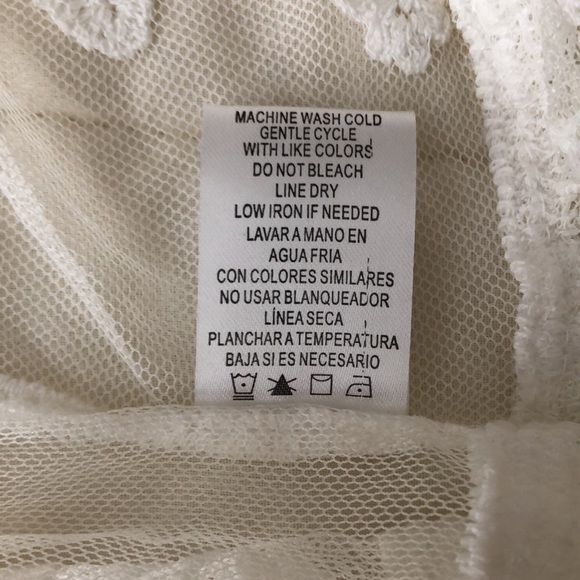 MACHINE WASH COLD
GENTLE CYCLE
WITH LIKE COLORS
DO NOT BLEACH
LINE DRY
LOW IRON IF NEEDED
LAVAR A MANO EN
AGUA FRIA
CON COLORES SIMILARES
NO USAR BLANQUEADOR
LÍNEA SECA
PLANCHAR A TEMPERATURA
BAJA SI ES NECESARIO